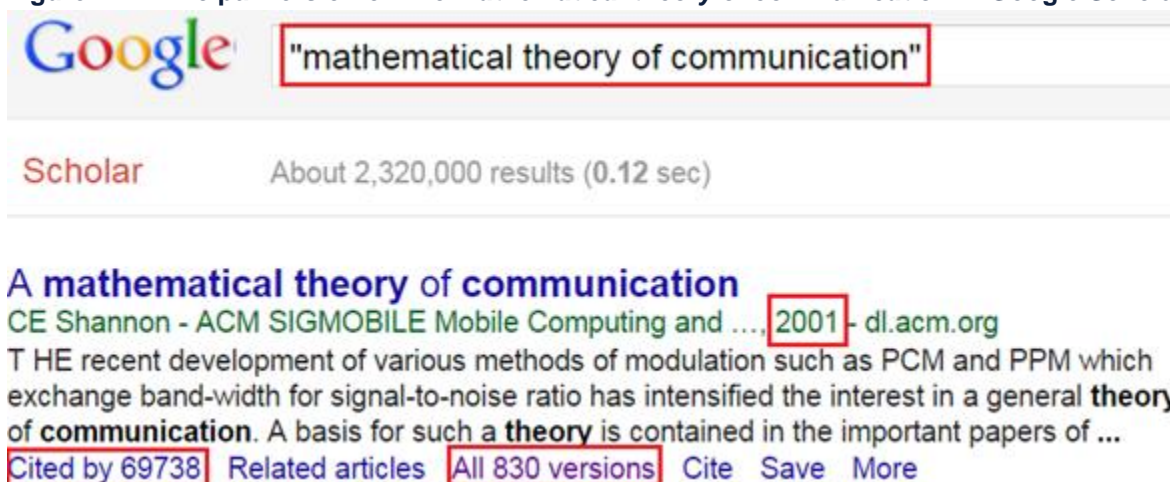 Google
"mathematical theory of communication"
Scholar About 2,320,000 results (0.12 sec)
A mathematical theory of communication
CE Shannon - ACM SIGMOBILE Mobile Computing and ..., 2001 - dl.acm.org
T HE recent development of various methods of modulation such as PCM and PPM which
exchange band-width for signal-to-noise ratio has intensified the interest in a general theory
of communication. A basis for such a theory is contained in the important papers of ...
Cited by 69738 Related articles All 830 versions Cite Save More